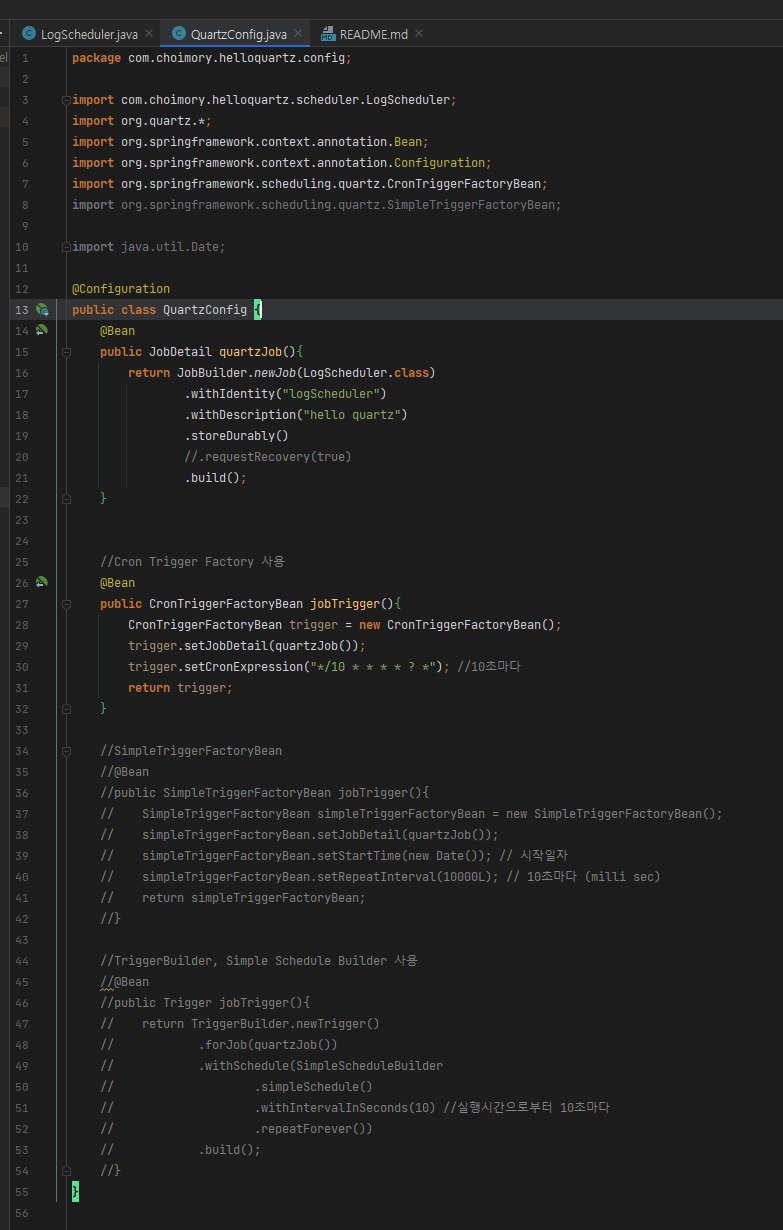 LogScheduler.java × QuartzConfig.java × README.md ×
el
1 package com.choimory.helloquartz.config;
2
3 import com.choimory.helloquartz.scheduler.LogScheduler;
4 import org.quartz.*;
5 import org.springframework.context.annotation.Bean;
6 import org.springframework.context.annotation.Configuration;
7 import org.springframework.scheduling.quartz.CronTriggerFactoryBean;
8 import org.springframework.scheduling.quartz.SimpleTriggerFactoryBean;
9
10 import java.util.Date;
11
12 @Configuration
13 public class QuartzConfig {
14 @Bean
15 public JobDetail quartzJob(){
16 return JobBuilder.newJob(LogScheduler.class)
17 .withIdentity("logScheduler")
18 .withDescription("hello quartz")
19 .storeDurably()
20 //.requestRecovery(true)
21 .build();
22 }
23
24
25 //Cron Trigger Factory 사용
26 @Bean
27 public CronTriggerFactoryBean jobTrigger(){
28 CronTriggerFactoryBean trigger = new CronTriggerFactoryBean();
29 trigger.setJobDetail(quartzJob());
30 trigger.setCronExpression("*/10 * * * * ? *"); //10초마다
31 return trigger;
32 }
33
34 //SimpleTriggerFactoryBean
35 //@Bean
36 //public SimpleTriggerFactoryBean jobTrigger(){
37 // SimpleTriggerFactoryBean simpleTriggerFactoryBean = new SimpleTriggerFactoryBean();
38 // simpleTriggerFactoryBean.setJobDetail(quartzJob());
39 // simpleTriggerFactoryBean.setStartTime(new Date()); // 시작일자
40 // simpleTriggerFactoryBean.setRepeatInterval(10000L); // 10초마다 (milli sec)
41 // return simpleTriggerFactoryBean;
42 //}
43
44 //TriggerBuilder, Simple Schedule Builder 사용
45 //@Bean
46 //public Trigger jobTrigger(){
47 // return TriggerBuilder.newTrigger()
48 // .forJob(quartzJob())
49 // .withSchedule(SimpleScheduleBuilder
50 // .simpleSchedule()
51 // .withIntervalInSeconds(10) //실행시간으로부터 10초마다
52 // .repeatForever())
53 // .build();
54 //}
55 }
56